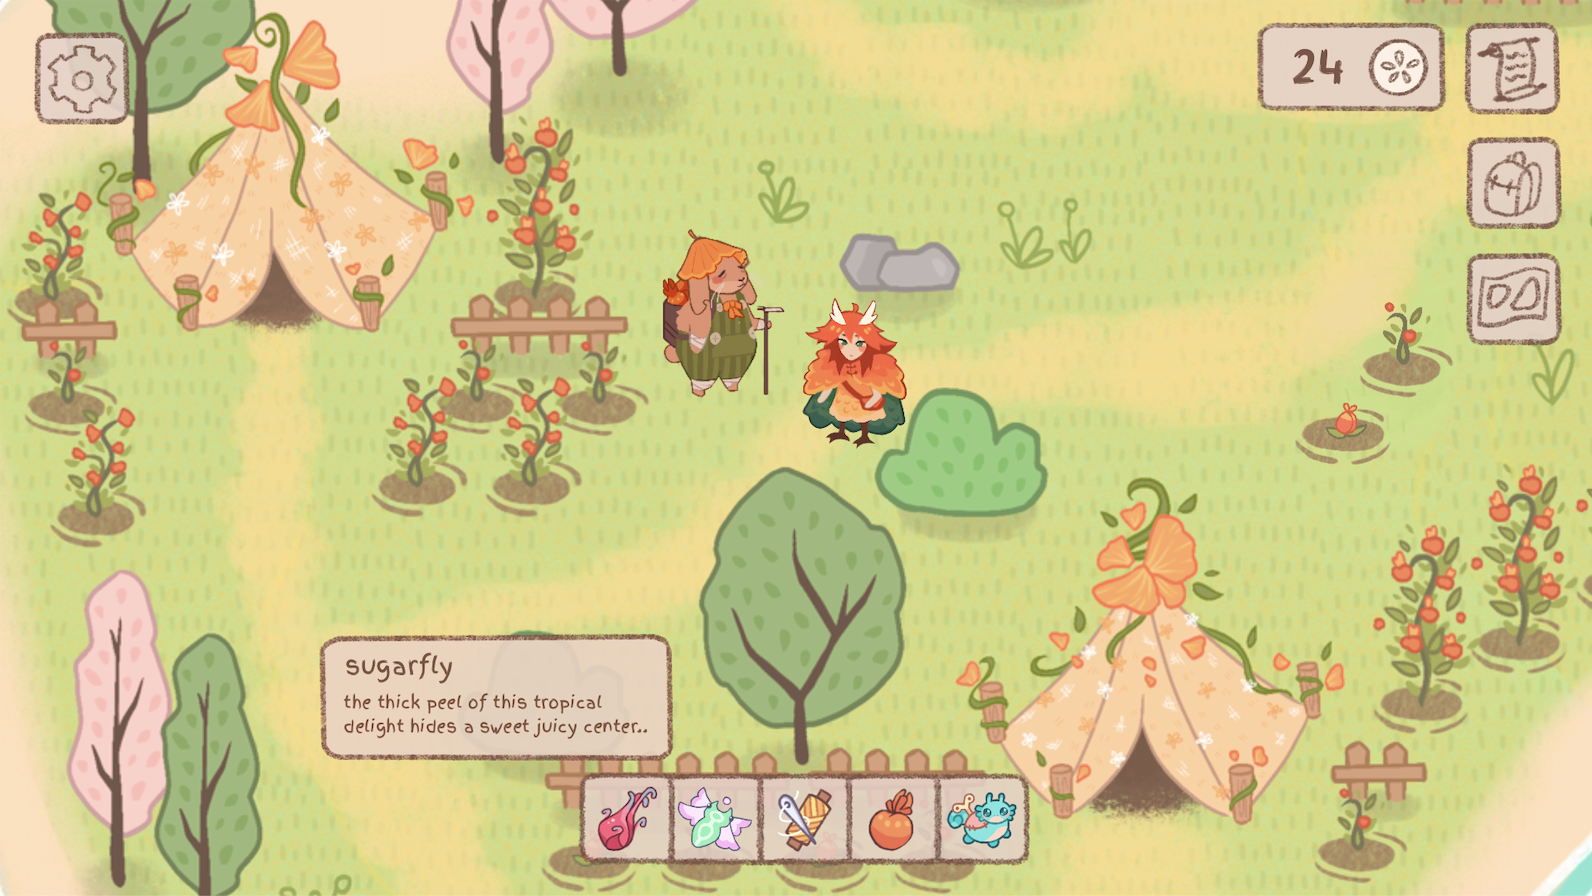 24
sugarfly
the thick peel of this tropical
delight hides a sweet juicy center..